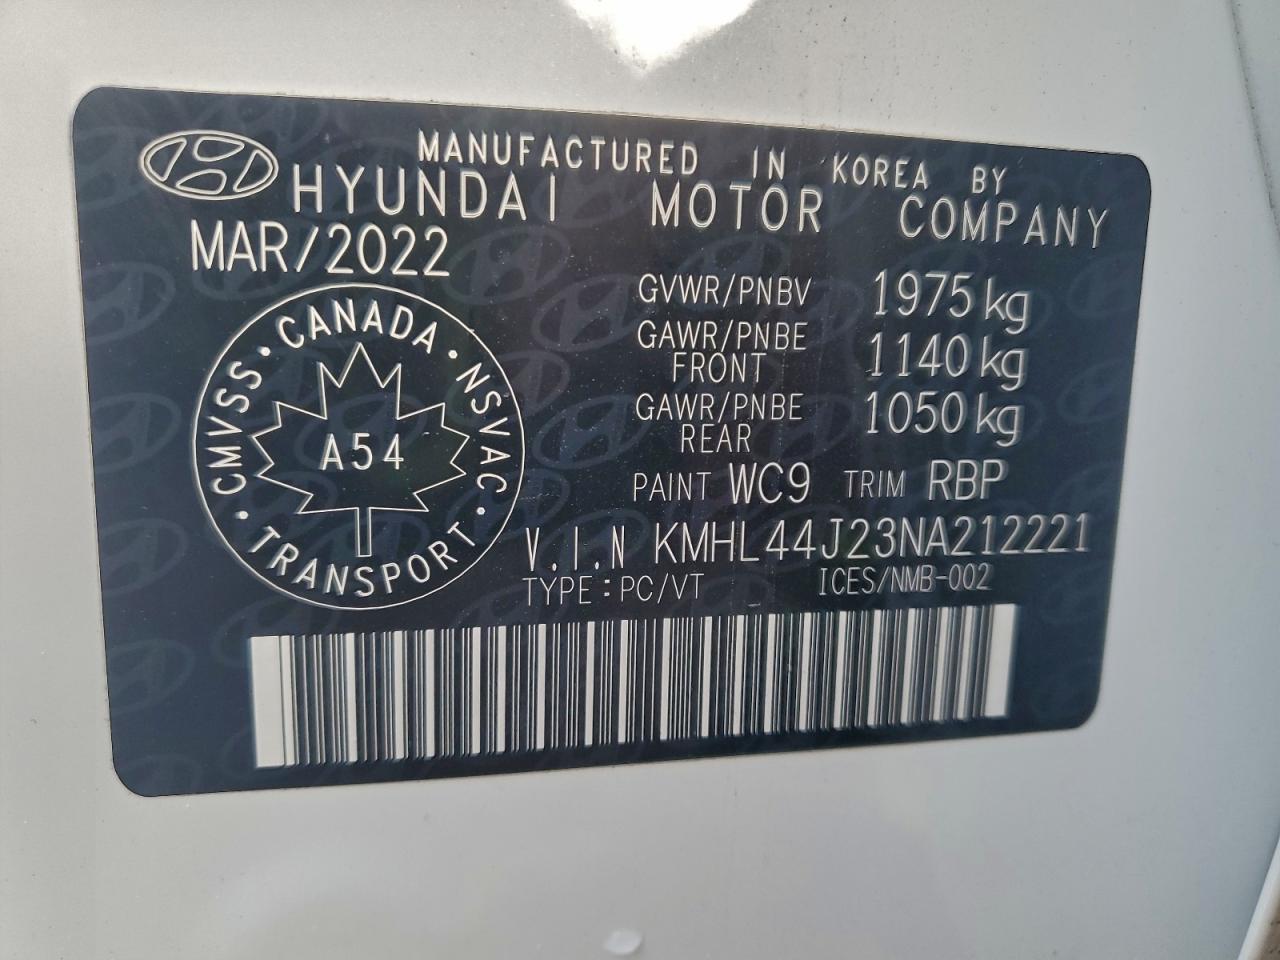 MANUFACTURED IN KOREA BY
HYUNDAI MOTOR COMPANY
MAR/2022
GVWR/PNBV 1975 kg
GAWR/PNBE FRONT 1140 kg
GAWR/PNBE REAR 1050 kg
PAINT WC9 TRIM RBP
V.I.N KMHL44J23NA212221
TYPE : PC/VT ICES/NMB-002
CANADA · NSVAC · TRANSPORT · CMVSS ·
A54